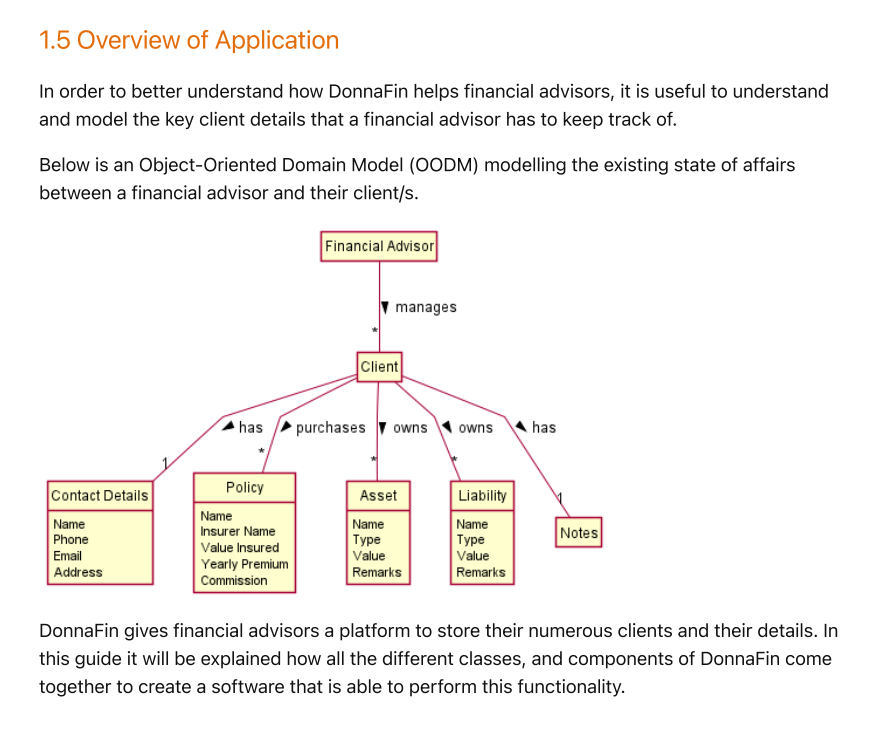 1.5 Overview of Application
In order to better understand how DonnaFin helps financial advisors, it is useful to understand
and model the key client details that a financial advisor has to keep track of.
Below is an Object-Oriented Domain Model (OODM) modelling the existing state of affairs
between a financial advisor and their client/s.
Financial Advisor
manages
*
Client
has
purchases
owns
owns
has
1
*
*
*
1
Contact Details
Name
Phone
Email
Address
Policy
Name
Insurer Name
Value Insured
Yearly Premium
Commission
Asset
Name
Type
Value
Remarks
Liability
Name
Type
Value
Remarks
Notes
DonnaFin gives financial advisors a platform to store their numerous clients and their details. In
this guide it will be explained how all the different classes, and components of DonnaFin come
together to create a software that is able to perform this functionality.